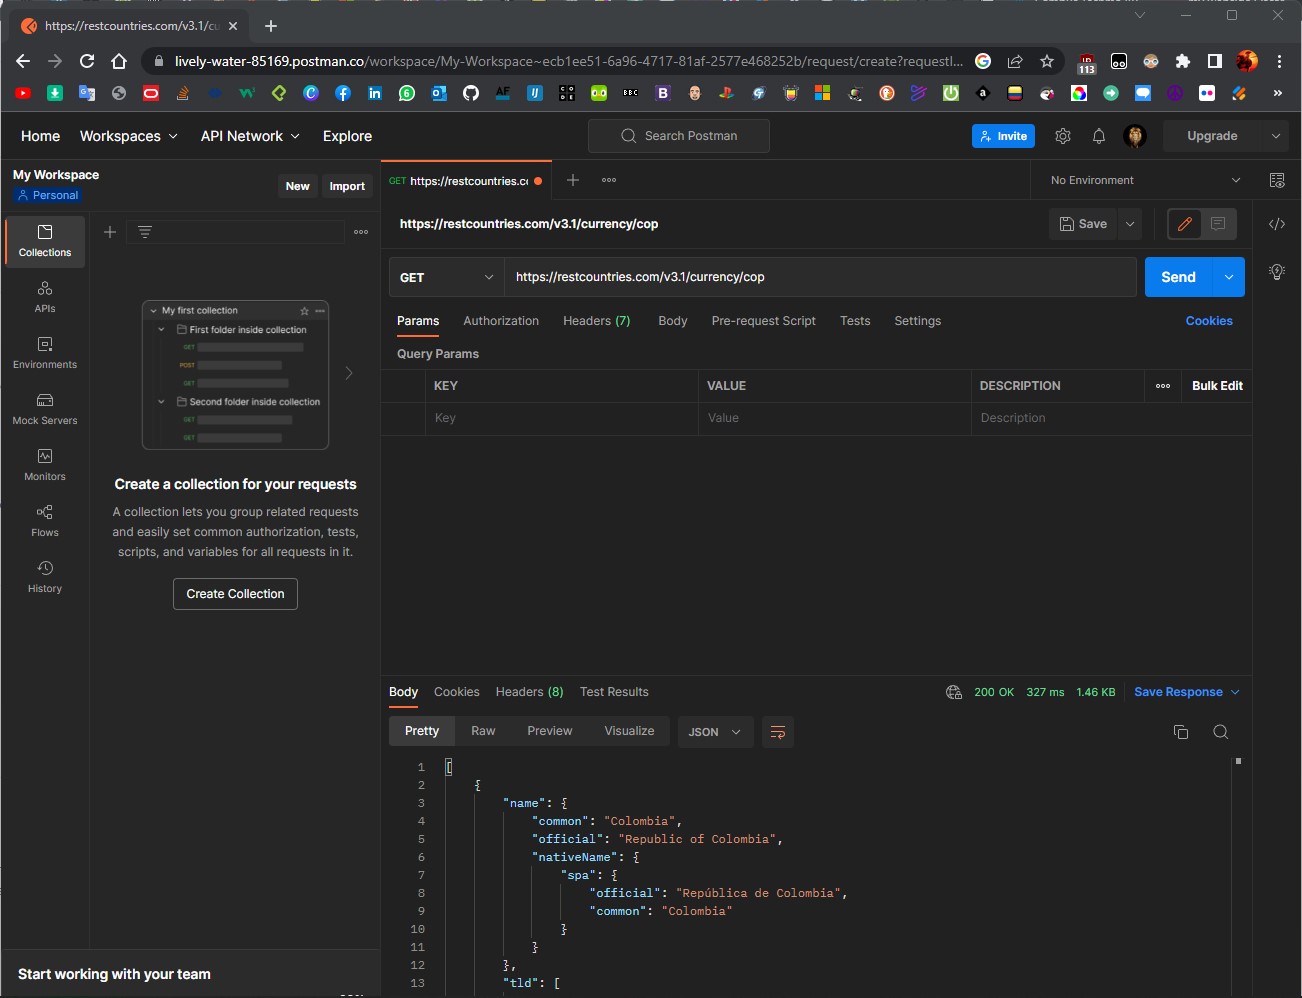 https://restcountries.com/v3.1/cu
lively-water-85169.postman.co/workspace/My-Workspace~ecb1ee51-6a96-4717-81af-2577e468252b/request/create?requestI...
113
AF
IJ
CO
DE
BBC
B
a
Home
Workspaces
API Network
Explore
Search Postman
Invite
Upgrade
My Workspace
Personal
New
Import
GET https://restcountries.cc
No Environment
Collections
APIs
Environments
Mock Servers
Monitors
Flows
History
My first collection
First folder inside collection
GET
POST
GET
Second folder inside collection
GET
GET
Create a collection for your requests
A collection lets you group related requests
and easily set common authorization, tests,
scripts, and variables for all requests in it.
Create Collection
Start working with your team
https://restcountries.com/v3.1/currency/cop
Save
GET
https://restcountries.com/v3.1/currency/cop
Send
Params
Authorization
Headers (7)
Body
Pre-request Script
Tests
Settings
Cookies
Query Params
KEY
VALUE
DESCRIPTION
Bulk Edit
Key
Value
Description
Body
Cookies
Headers (8)
Test Results
200 OK
327 ms
1.46 KB
Save Response
Pretty
Raw
Preview
Visualize
JSON
1 [
2 {
3 "name": {
4 "common": "Colombia",
5 "official": "Republic of Colombia",
6 "nativeName": {
7 "spa": {
8 "official": "República de Colombia",
9 "common": "Colombia"
10 }
11 }
12 },
13 "tld": [